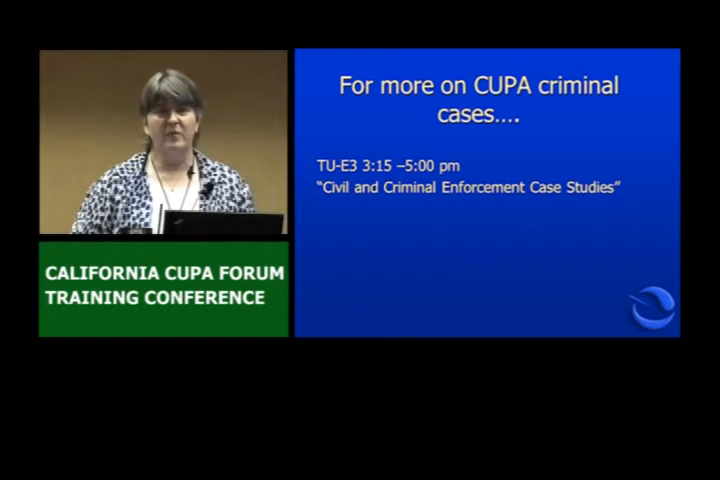 For more on CUPA criminal
cases....
TU-E3 3:15 –5:00 pm
“Civil and Criminal Enforcement Case Studies”
CALIFORNIA CUPA FORUM
TRAINING CONFERENCE